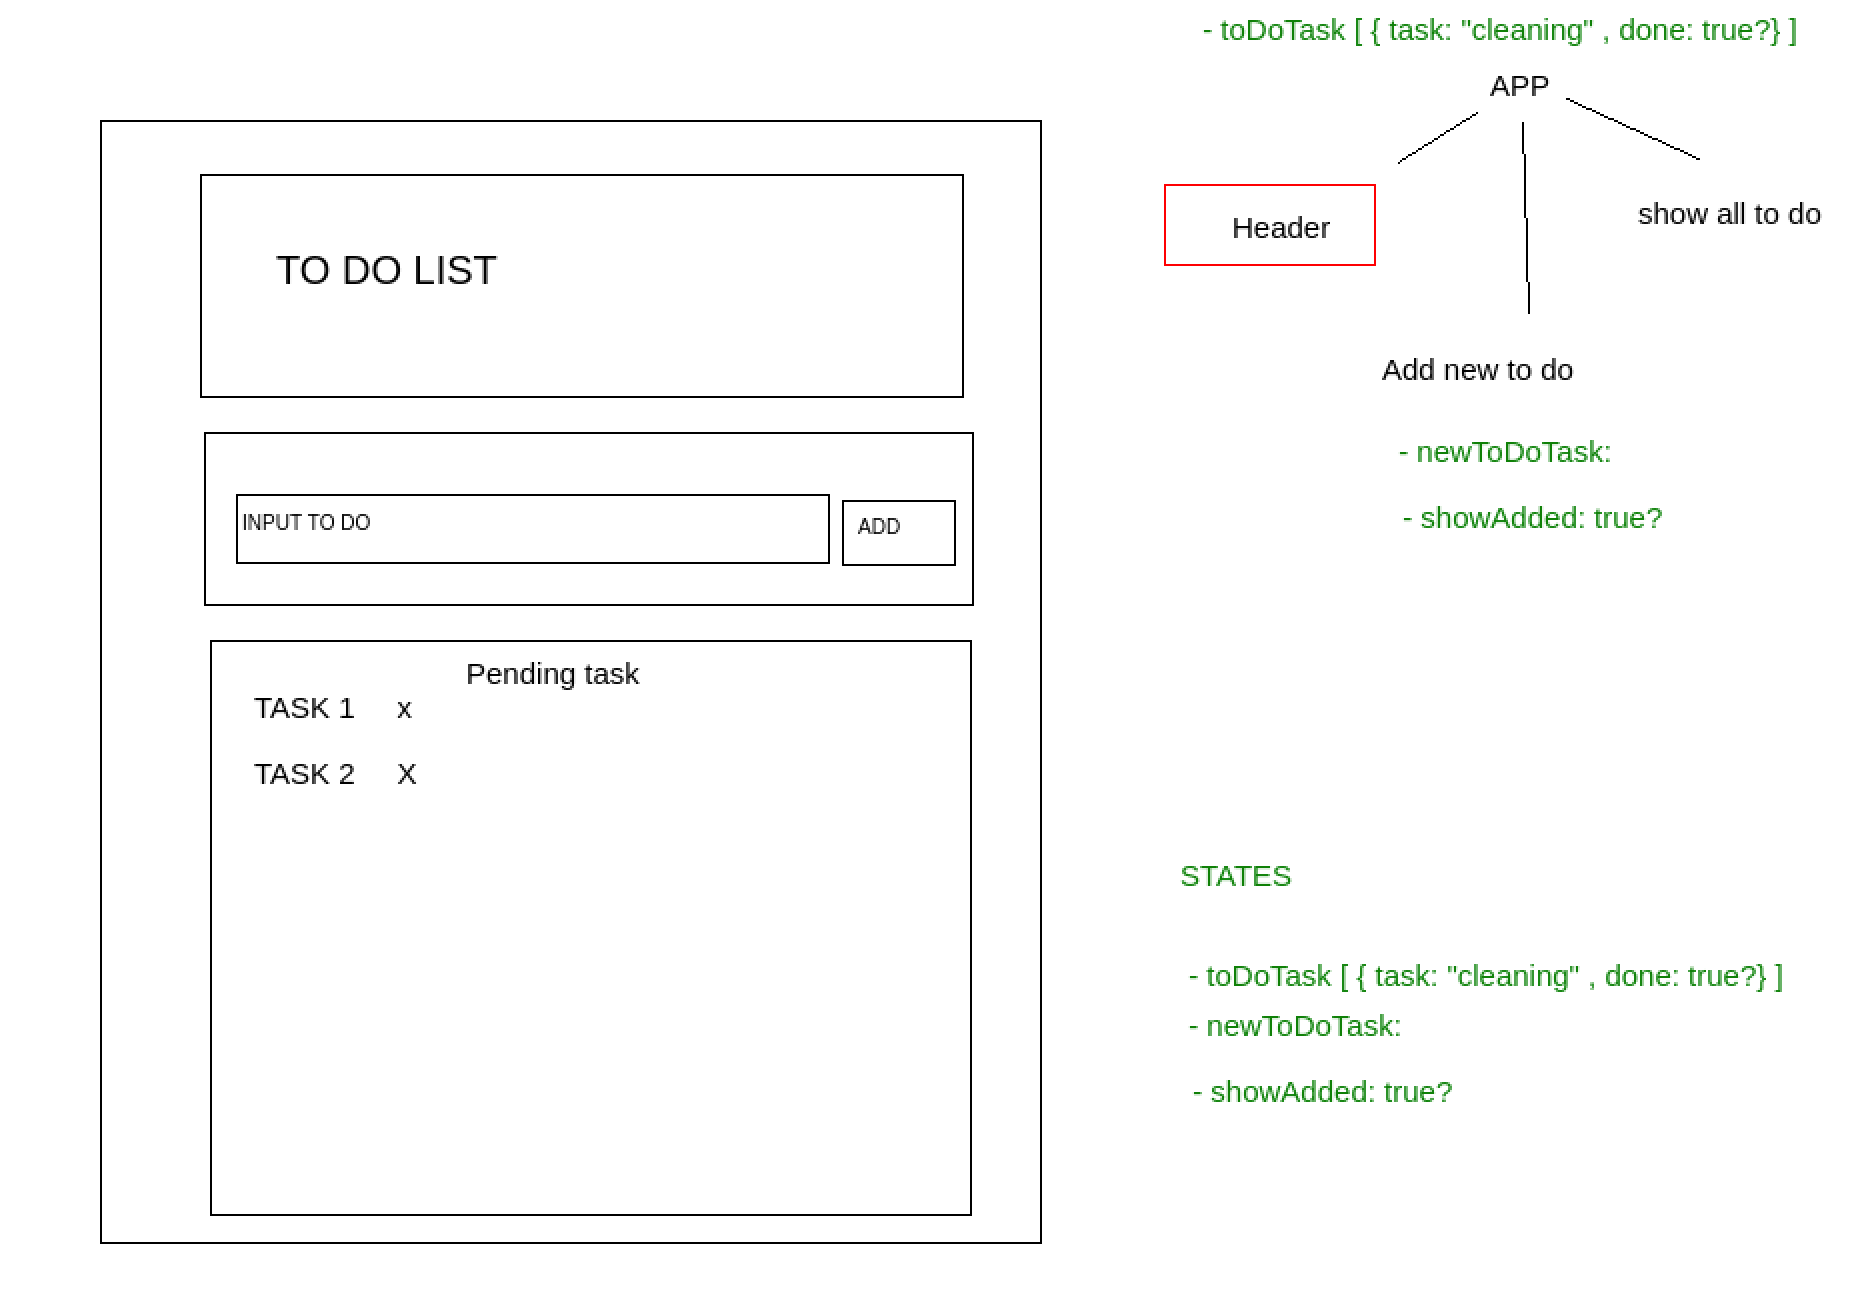 TO DO LIST
INPUT TO DO
ADD
Pending task
TASK 1 x
TASK 2 X
- toDoTask [ { task: "cleaning" , done: true?} ]
APP
Header
show all to do
Add new to do
- newToDoTask:
- showAdded: true?
STATES
- toDoTask [ { task: "cleaning" , done: true?} ]
- newToDoTask:
- showAdded: true?